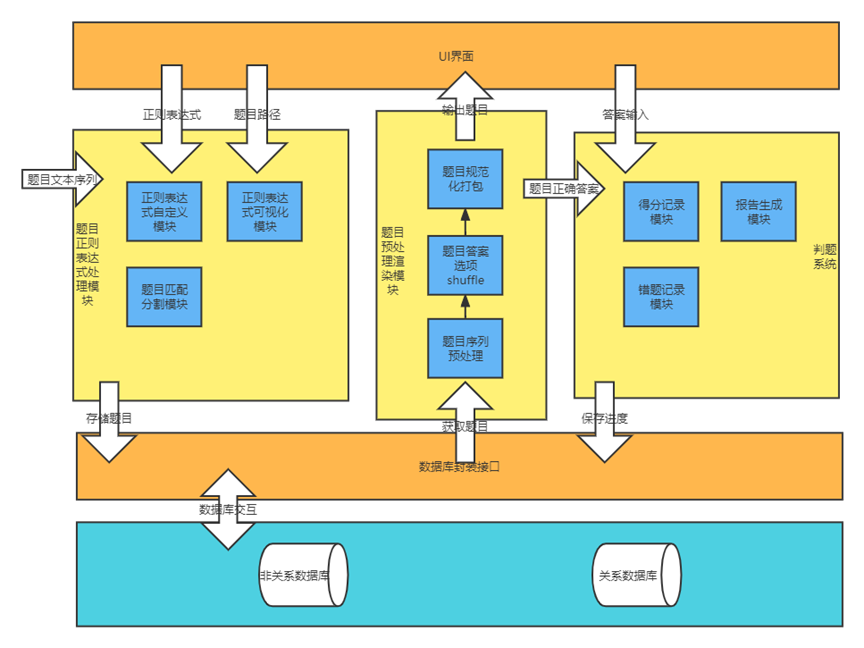 UI界面
正则表达式
题目路径
输出题目
答案输入
题目文本序列
题目
正则
表达
式处
理模
块
正则表达
式自定义
模块
正则表达
式可视化
模块
题目匹配
分割模块
题目
预处
理渲
染模
块
题目规范
化打包
题目答案
选项
shuffle
题目序列
预处理
题目正确答案
得分记录
模块
报告生成
模块
错题记录
模块
判题
系统
存储题目
获取题目
保存进度
数据库封装接口
数据库交互
非关系数据库
关系数据库